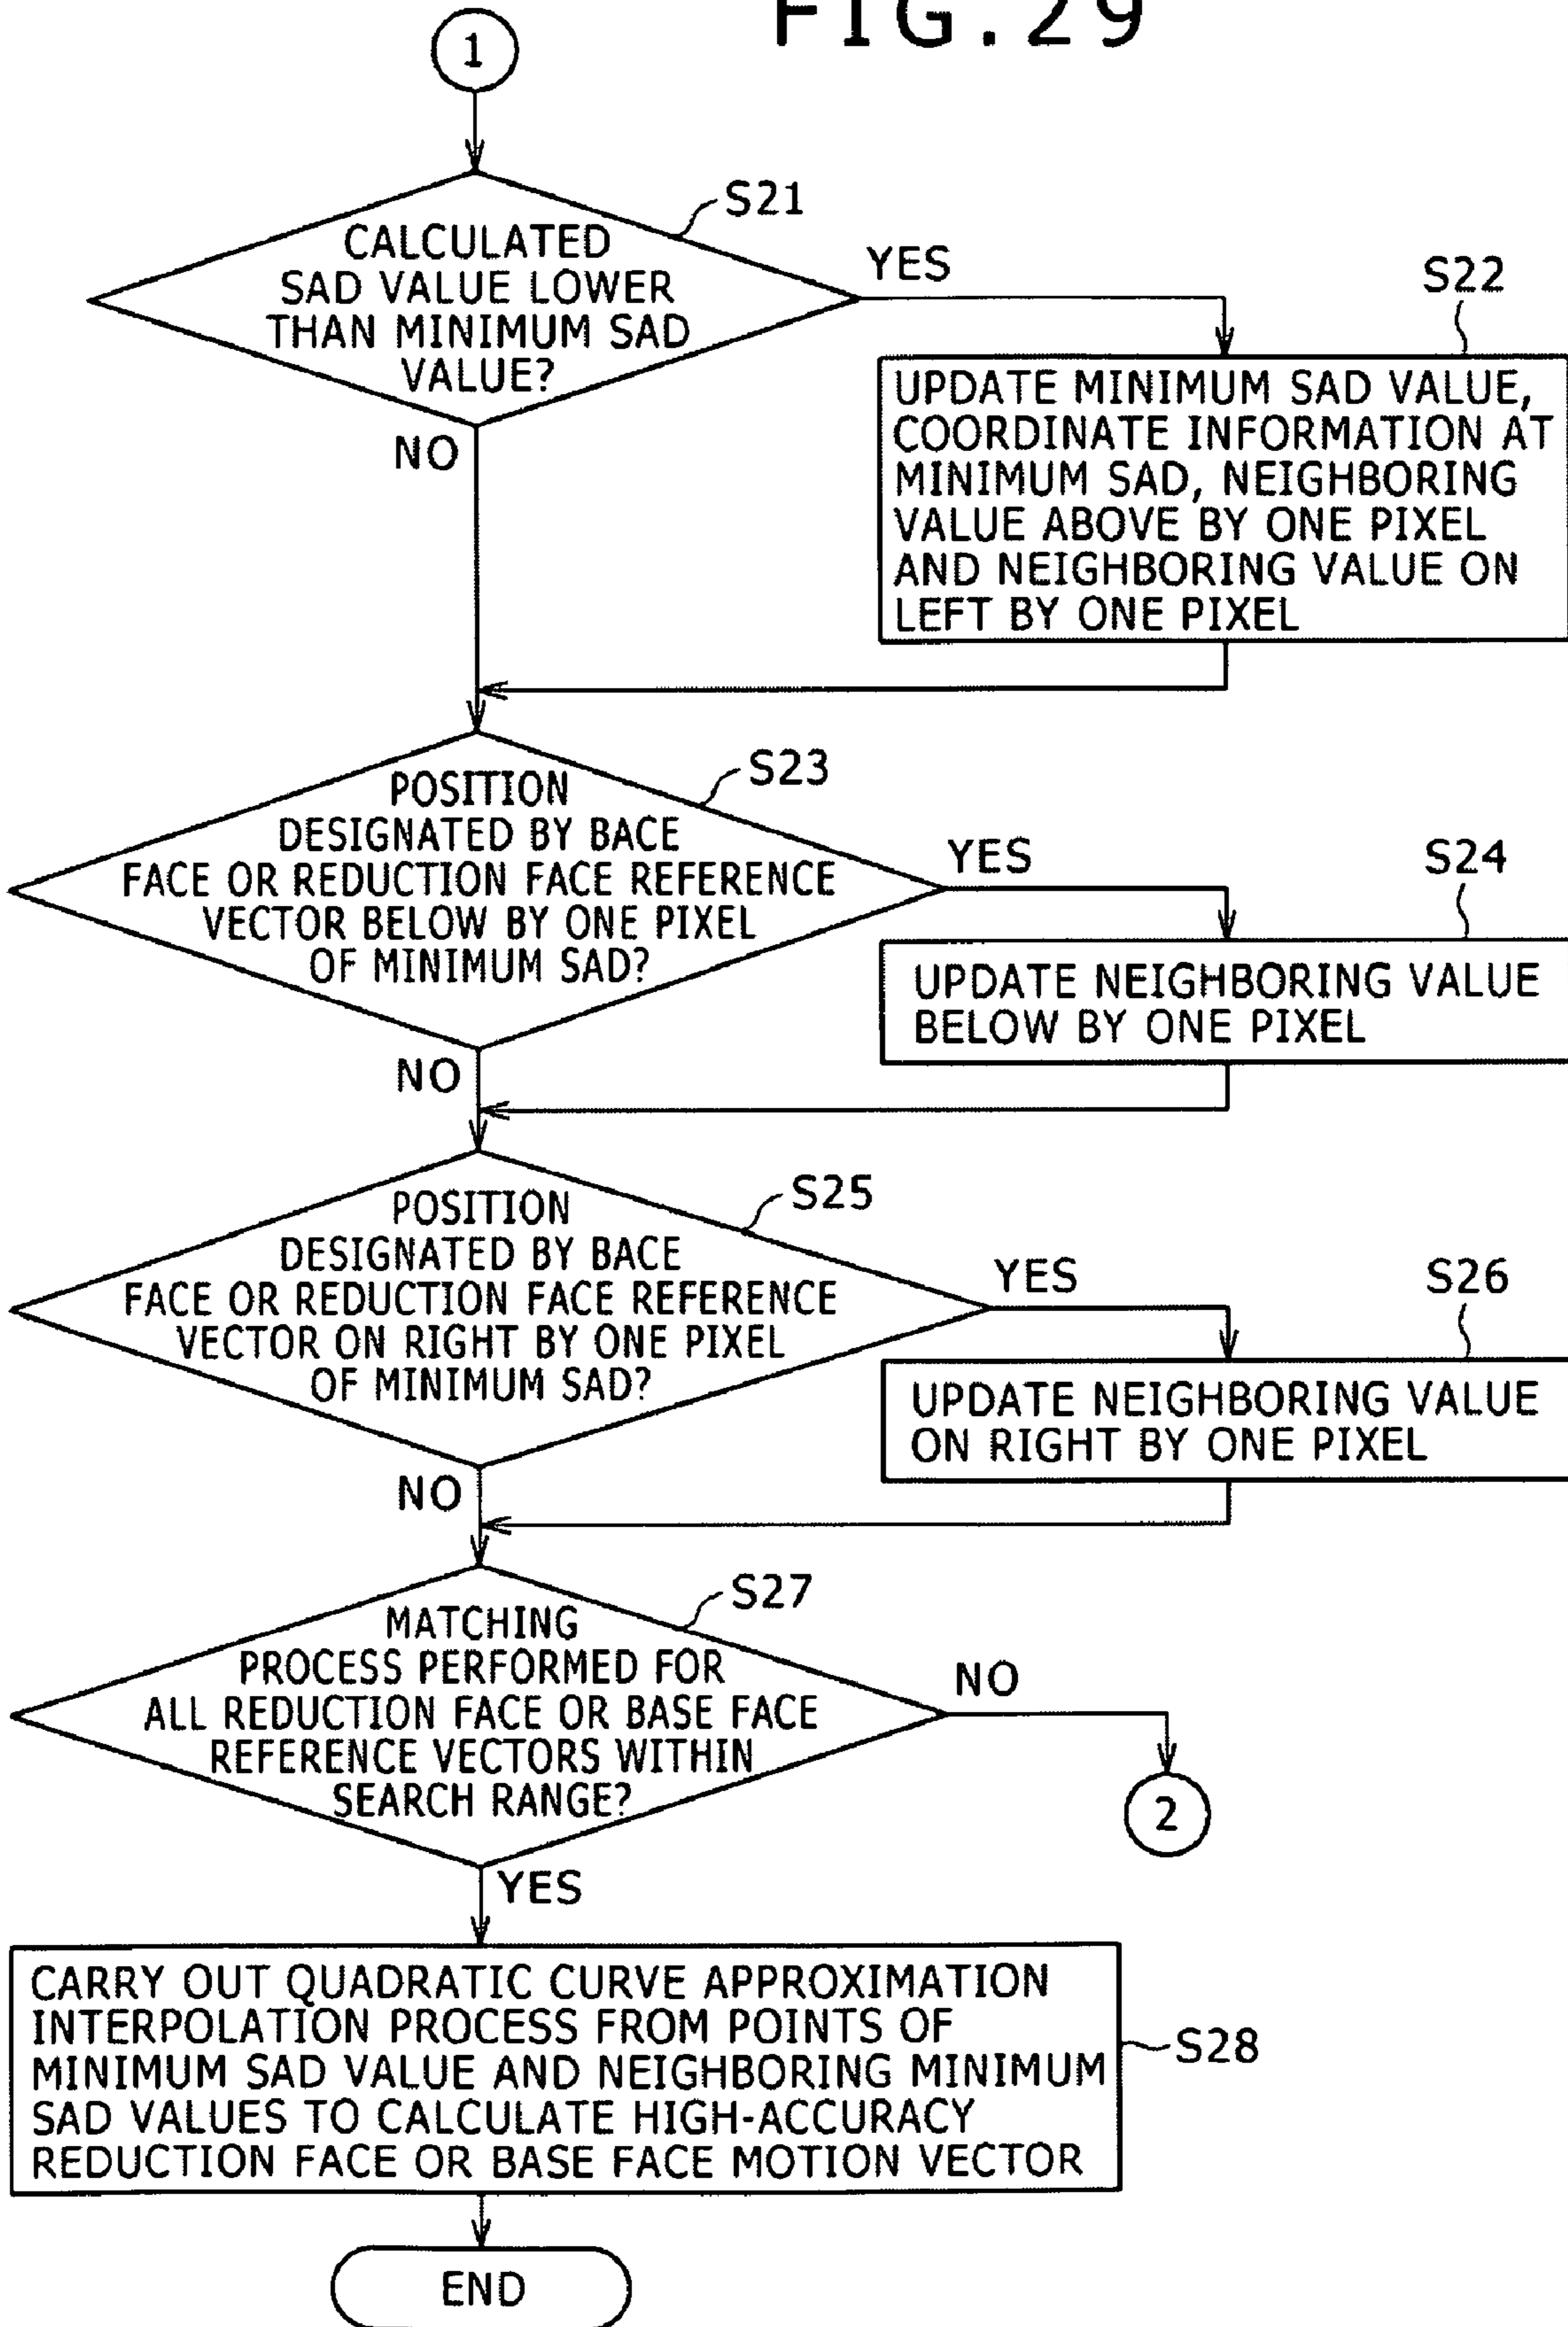 FIG.29
1
S21
CALCULATED
SAD VALUE LOWER
THAN MINIMUM SAD
VALUE?
YES
NO
S22
UPDATE MINIMUM SAD VALUE,
COORDINATE INFORMATION AT
MINIMUM SAD, NEIGHBORING
VALUE ABOVE BY ONE PIXEL
AND NEIGHBORING VALUE ON
LEFT BY ONE PIXEL
S23
POSITION
DESIGNATED BY BACE
FACE OR REDUCTION FACE REFERENCE
VECTOR BELOW BY ONE PIXEL
OF MINIMUM SAD?
YES
NO
S24
UPDATE NEIGHBORING VALUE
BELOW BY ONE PIXEL
S25
POSITION
DESIGNATED BY BACE
FACE OR REDUCTION FACE REFERENCE
VECTOR ON RIGHT BY ONE PIXEL
OF MINIMUM SAD?
YES
NO
S26
UPDATE NEIGHBORING VALUE
ON RIGHT BY ONE PIXEL
S27
MATCHING
PROCESS PERFORMED FOR
ALL REDUCTION FACE OR BASE FACE
REFERENCE VECTORS WITHIN
SEARCH RANGE?
NO
2
YES
CARRY OUT QUADRATIC CURVE APPROXIMATION
INTERPOLATION PROCESS FROM POINTS OF
MINIMUM SAD VALUE AND NEIGHBORING MINIMUM
SAD VALUES TO CALCULATE HIGH-ACCURACY
REDUCTION FACE OR BASE FACE MOTION VECTOR
S28
END